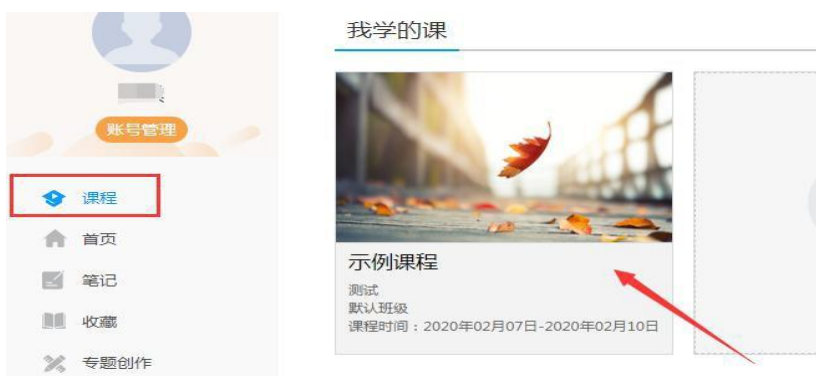 账号管理
课程
首页
笔记
收藏
专题创作
我学的课
示例课程
测试
默认班级
课程时间：2020年02月07日-2020年02月10日